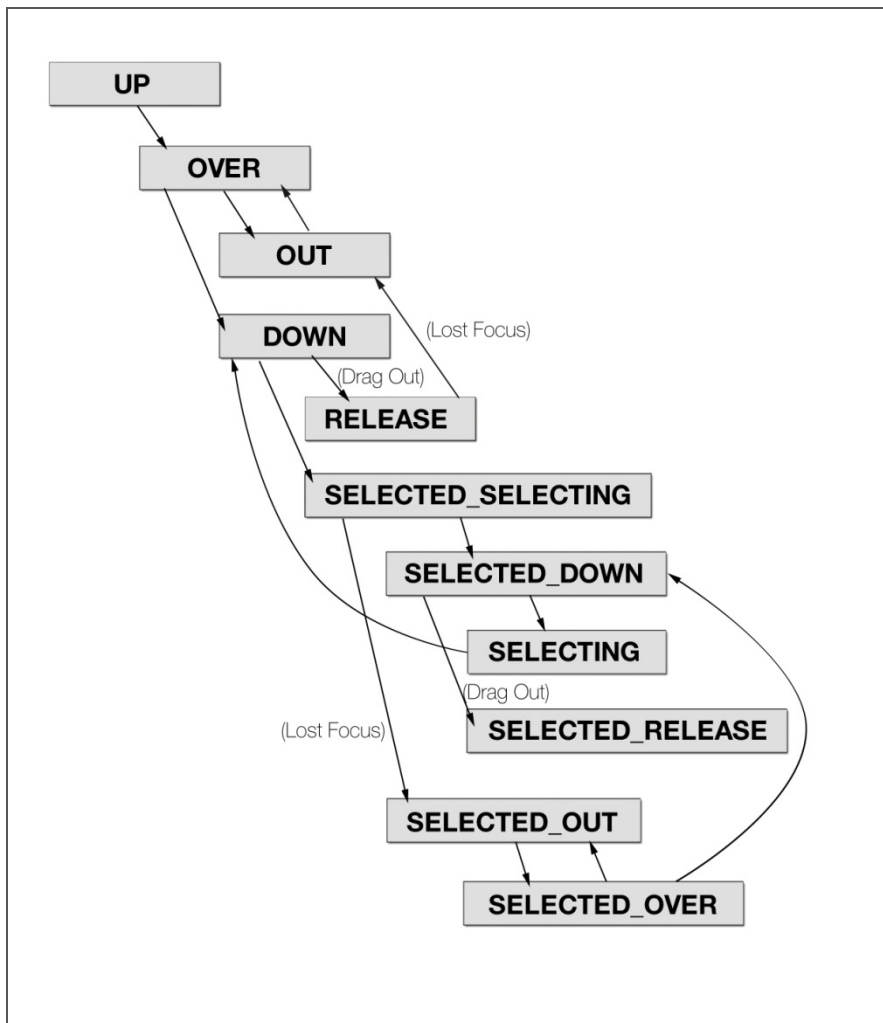 UP
OVER
OUT
DOWN
(Lost Focus)
(Drag Out)
RELEASE
SELECTED_SELECTING
SELECTED_DOWN
SELECTING
(Drag Out)
SELECTED_RELEASE
(Lost Focus)
SELECTED_OUT
SELECTED_OVER